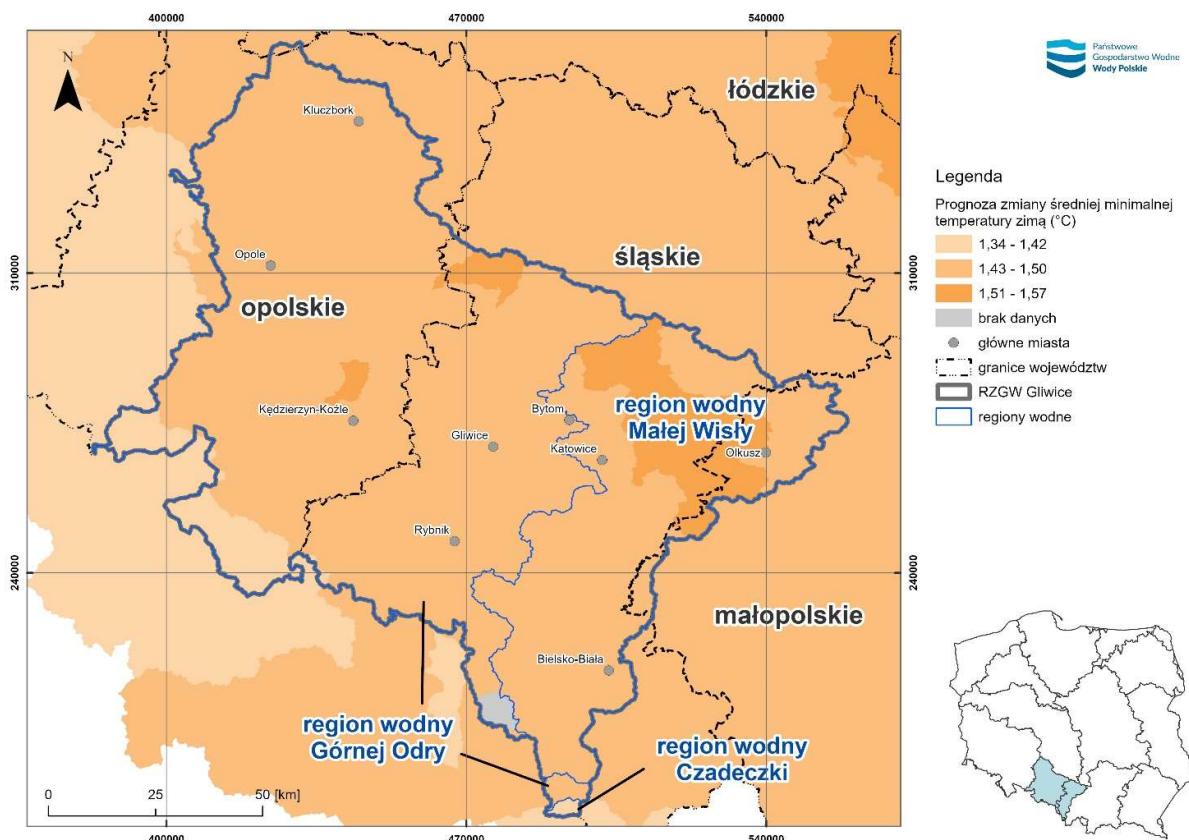 400000
470000
540000
N
łódzkie
Kluczbork
Opole
opolskie
śląskie
310000
310000
Kędzierzyn-Koźle
Gliwice
Bytom
Katowice
region wodny
Małej Wisły
Olkusz
Rybnik
240000
240000
małopolskie
Bielsko-Biała
region wodny
Górnej Odry
region wodny
Czadeczki
0
25
50 [km]
400000
470000
540000
Państwowe
Gospodarstwo Wodne
Wody Polskie
Legenda
Prognoza zmiany średniej minimalnej
temperatury zimą (°C)
1,34 - 1,42
1,43 - 1,50
1,51 - 1,57
brak danych
główne miasta
granice województw
RZGW Gliwice
regiony wodne